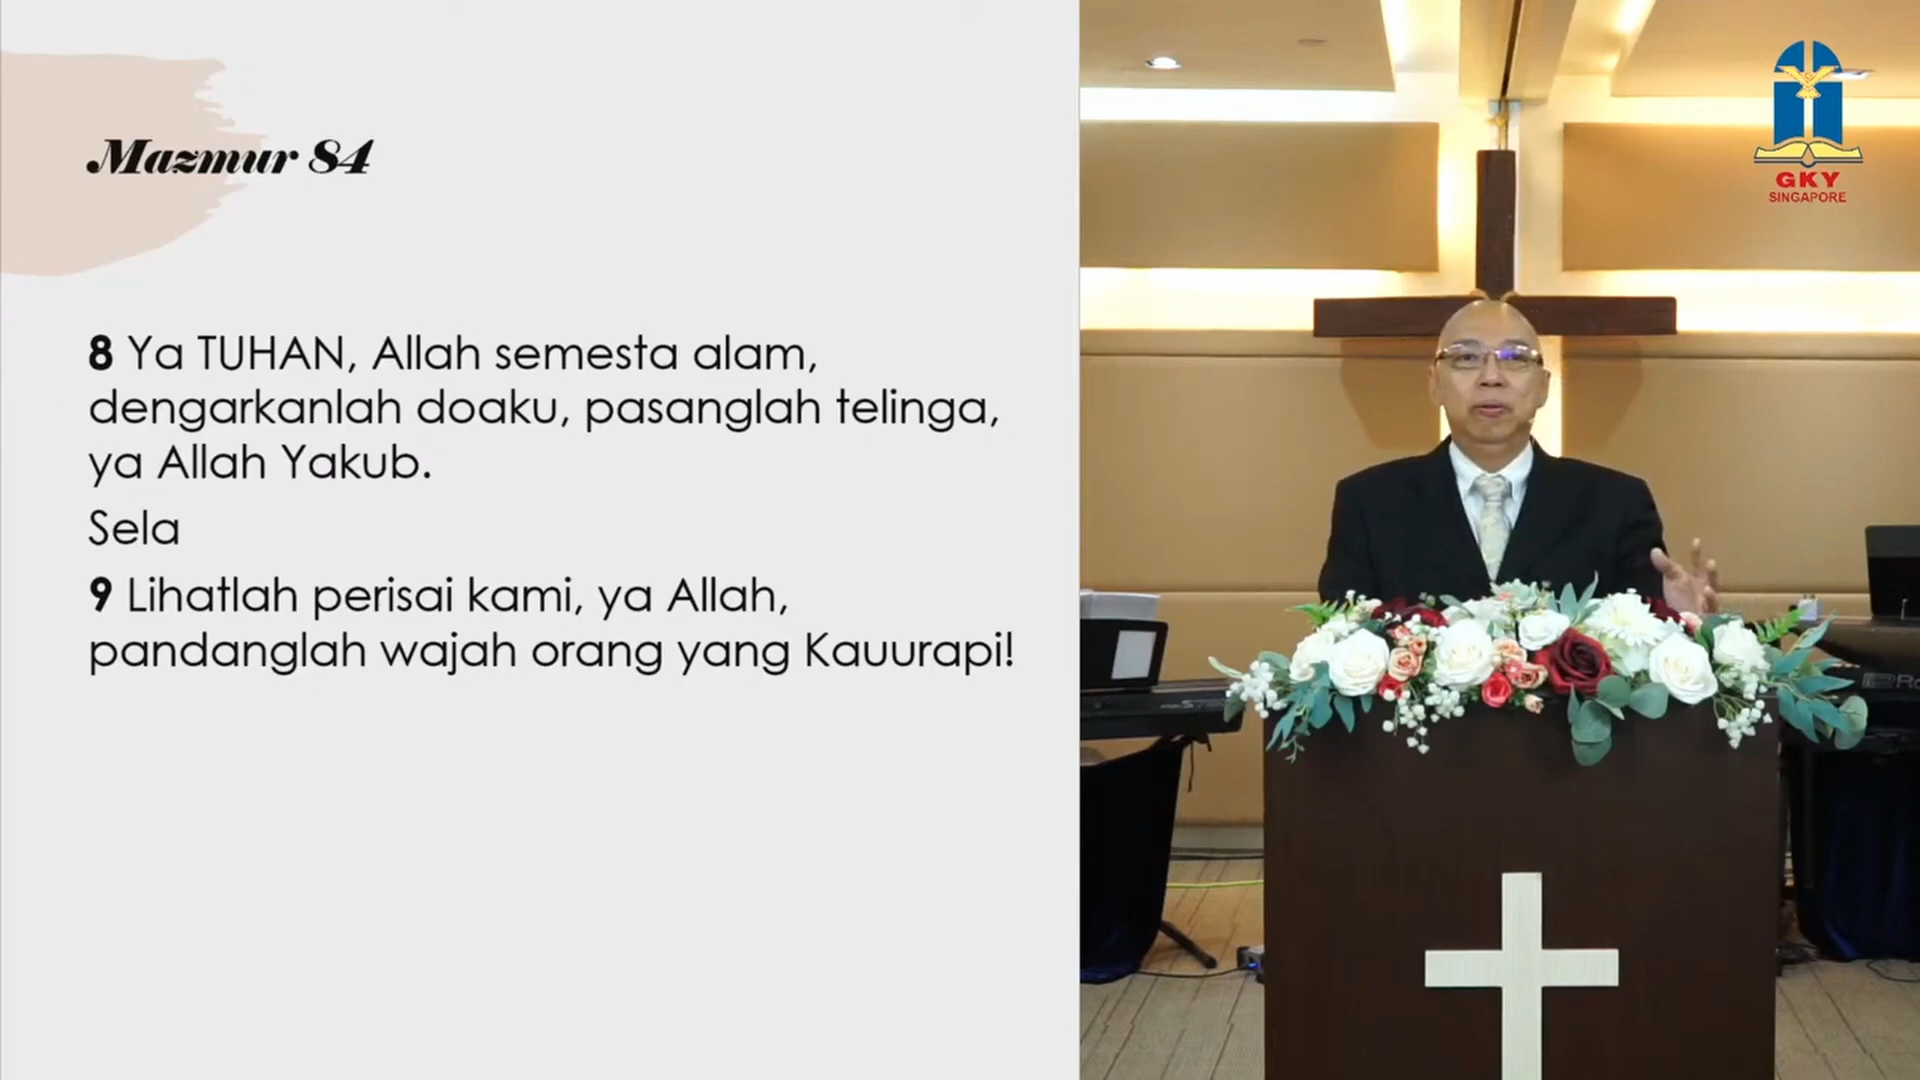 Mazmur 84
8 Ya TUHAN, Allah semesta alam,
dengarkanlah doaku, pasanglah telinga,
ya Allah Yakub.
Sela
9 Lihatlah perisai kami, ya Allah,
pandanglah wajah orang yang Kauurapi!
GKY
SINGAPORE